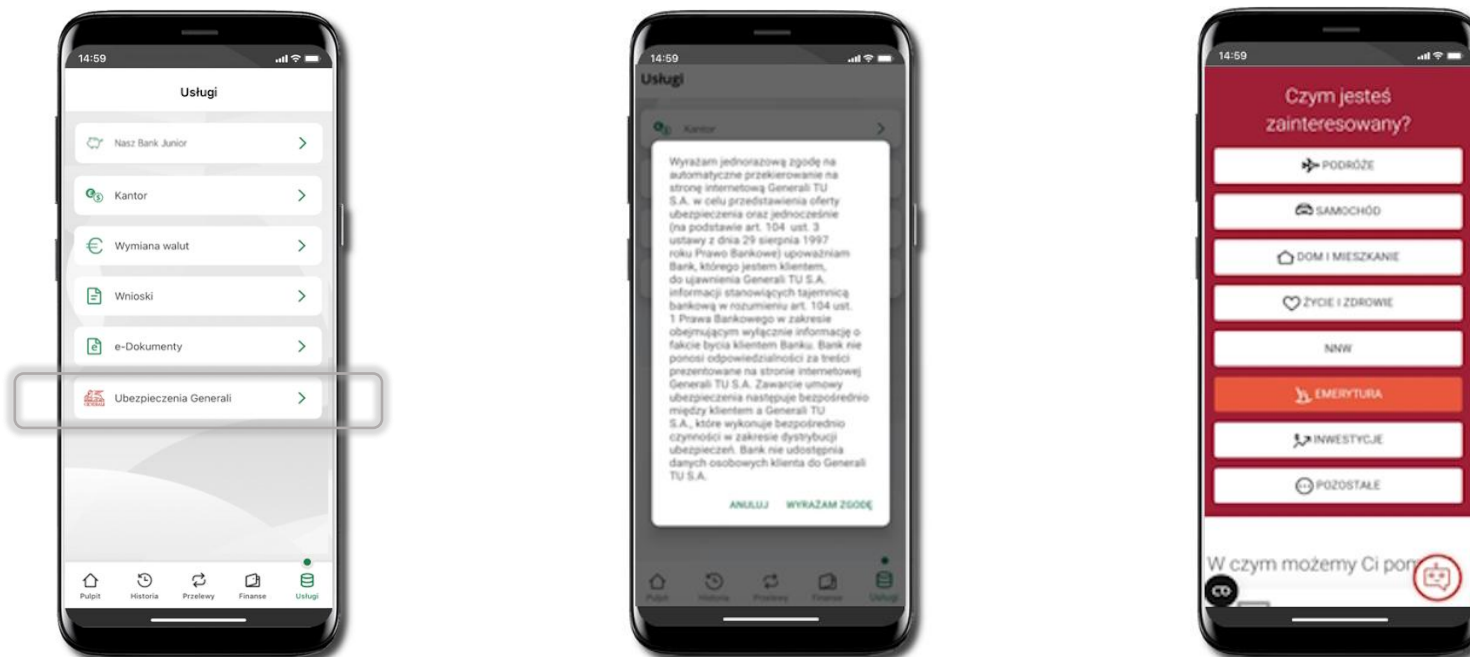 14:59
Usługi
Nasz Bank Junior
Kantor
Wymiana walut
Wnioski
e-Dokumenty
Ubezpieczenia Generali
Pulpit
Historia
Przelewy
Finanse
Usługi
14:59
Usługi
Kantor
Wyrażam jednorazową zgodę na
automatyczne przekierowanie na
stronę internetową Generali TU
S.A. w celu przedstawienia oferty
ubezpieczenia oraz jednocześnie
(na podstawie art. 104 ust. 3
ustawy z dnia 29 sierpnia 1997
roku Prawo Bankowe) upoważniam
Bank, którego jestem klientem,
do ujawnienia Generali TU S.A.
informacji stanowiących tajemnicą
bankową w rozumieniu art. 104 ust.
1 Prawa Bankowego w zakresie
obejmującym wyłącznie informację o
fakcie bycia klientem Banku. Bank nie
ponosi odpowiedzialności za treści
prezentowane na stronie internetowej
Generali TU S.A. Zawarcie umowy
ubezpieczenia następuje bezpośrednio
między klientem a Generali TU
S.A., które wykonuje bezpośrednio
czynności w zakresie dystrybucji
ubezpieczeń. Bank nie udostępnia
danych osobowych klienta do Generali
TU S.A.
ANULUJ
WYRAŻAM ZGODĘ
Pulpit
Historia
Przelewy
Finanse
Usługi
14:59
Czym jesteś
zainteresowany?
PODRÓŻE
SAMOCHÓD
DOM I MIESZKANIE
ŻYCIE I ZDROWIE
NNW
EMERYTURA
INWESTYCJE
POZOSTAŁE
W czym możemy Ci pom